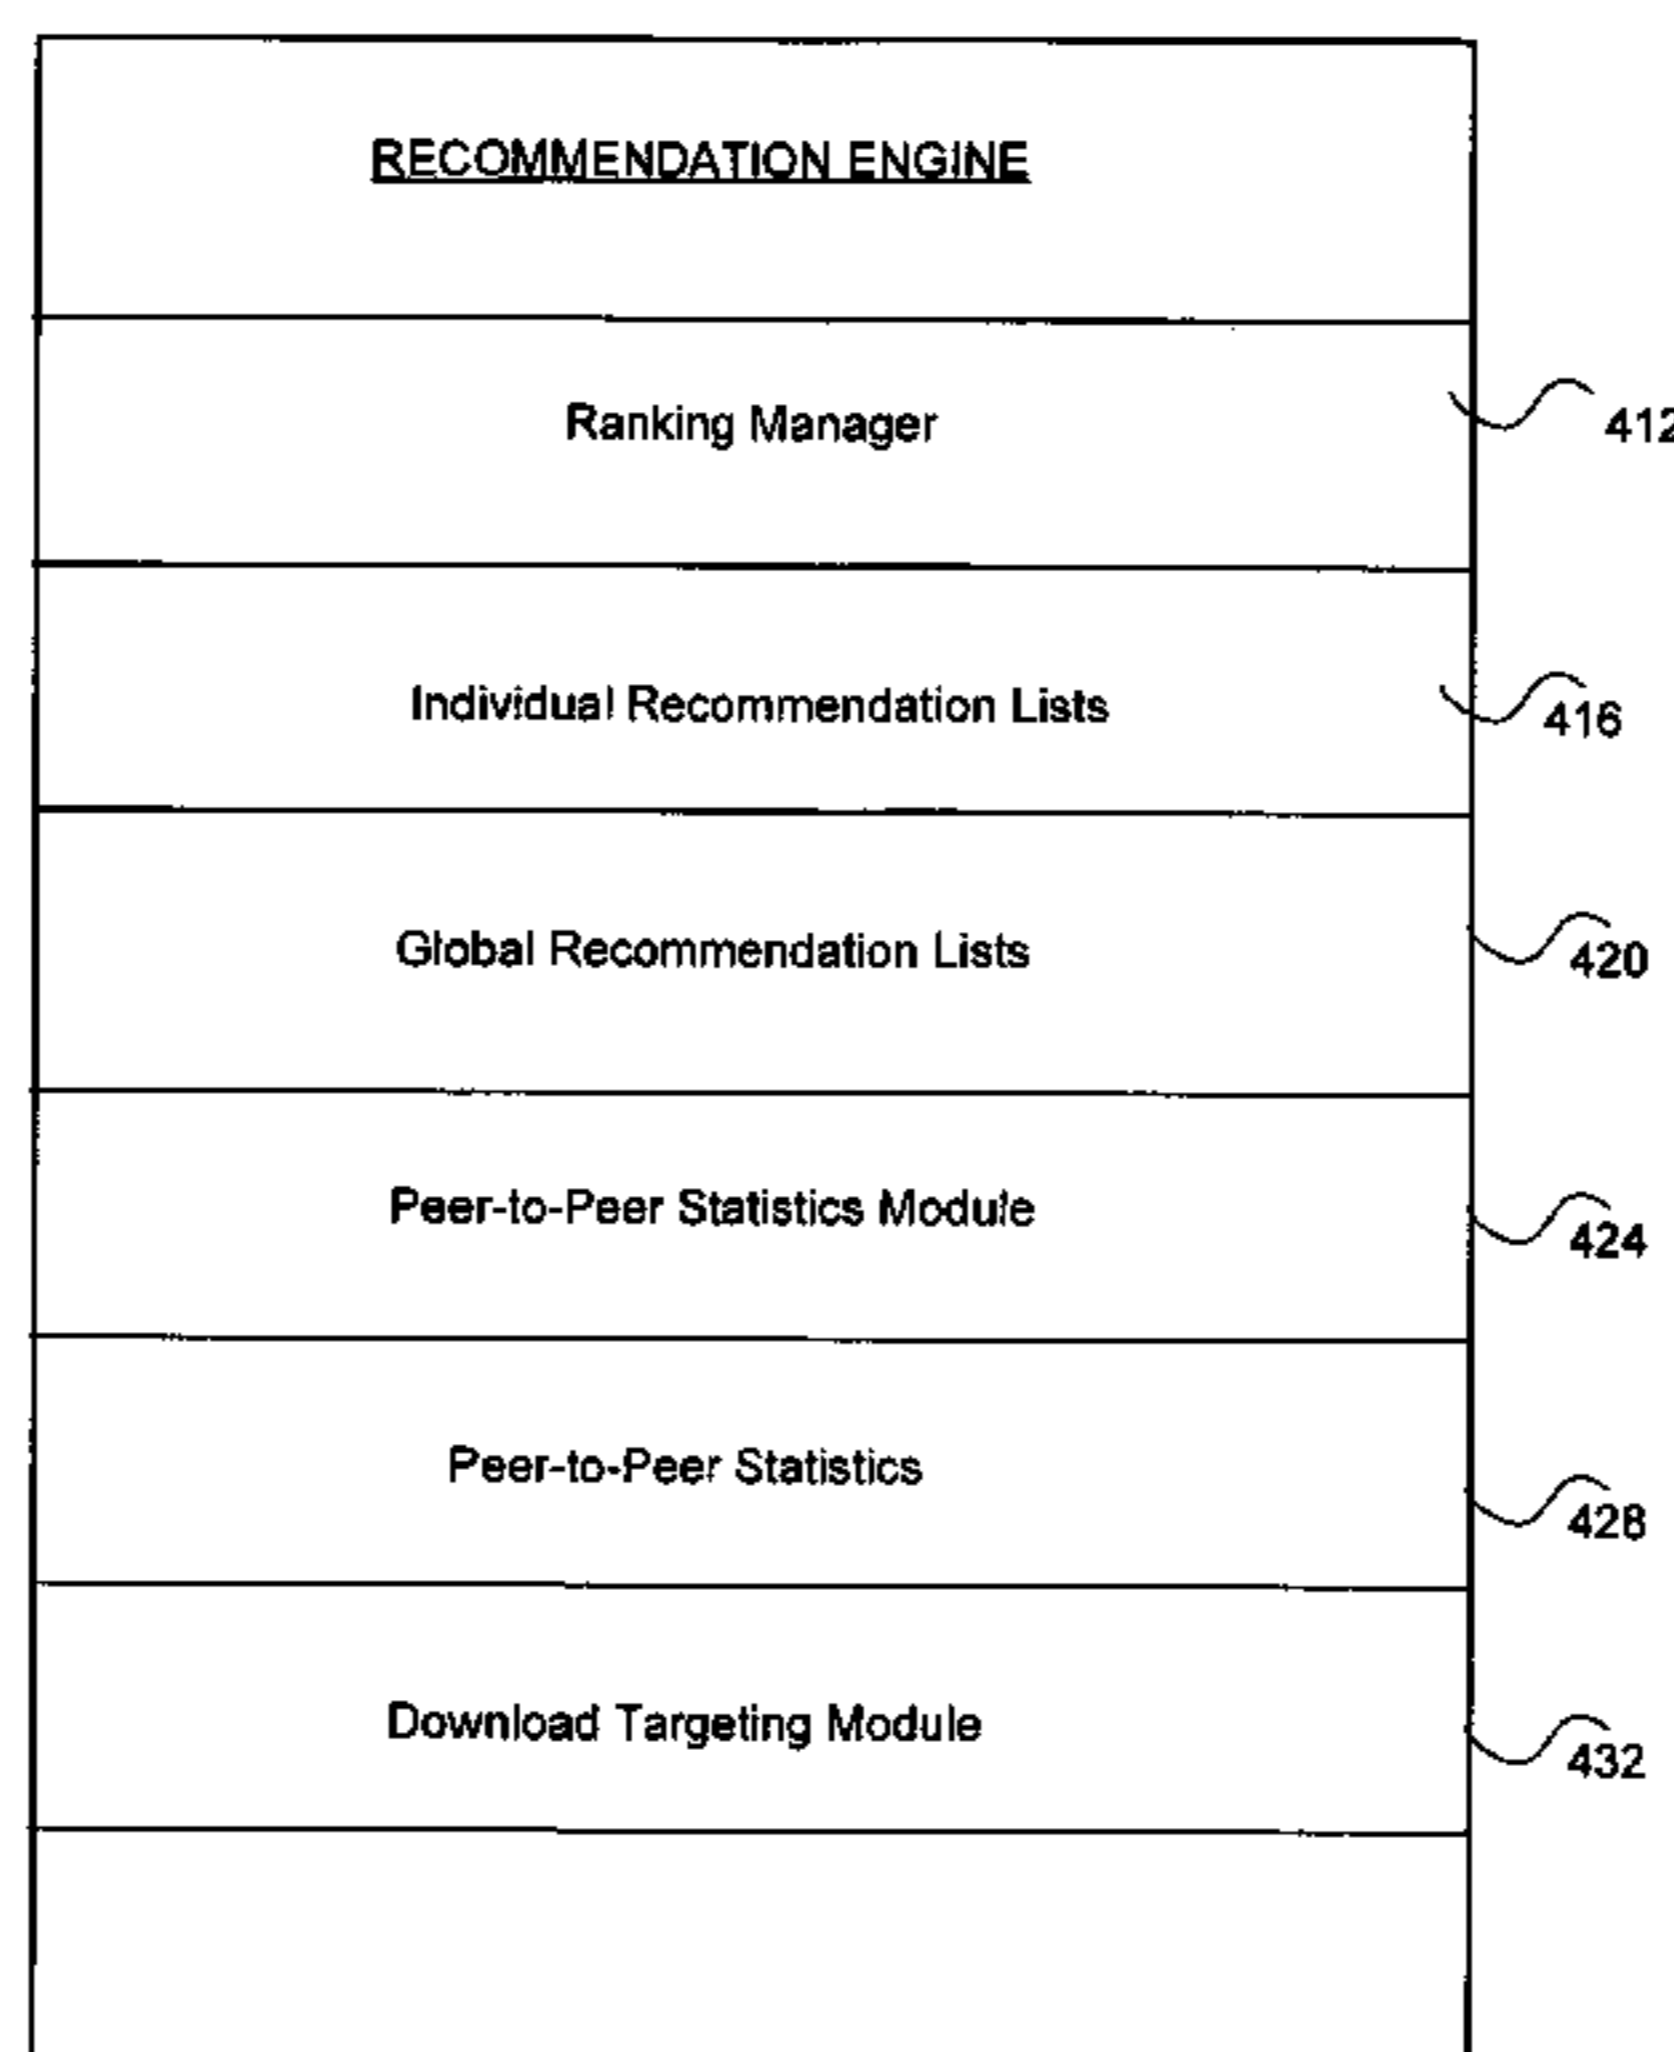 RECOMMENDATION ENGINE
Ranking Manager
412
Individual Recommendation Lists
416
Global Recommendation Lists
420
Peer-to-Peer Statistics Module
424
Peer-to-Peer Statistics
428
Download Targeting Module
432